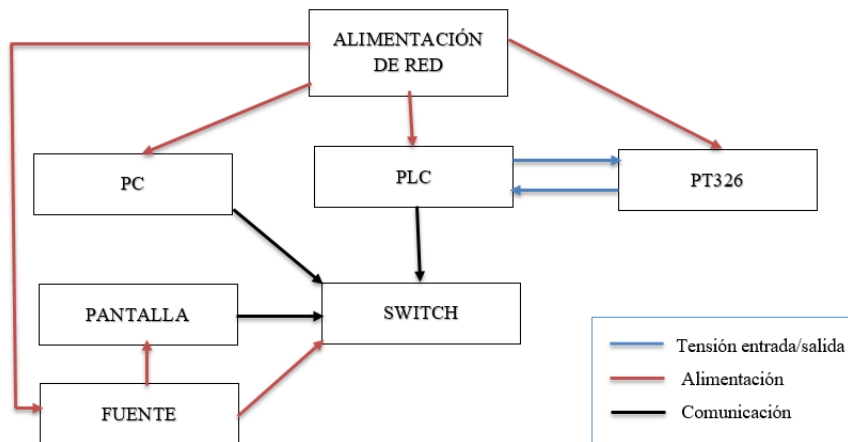 ALIMENTACIÓN
DE RED
PC
PLC
PT326
PANTALLA
SWITCH
FUENTE
Tensión entrada/salida
Alimentación
Comunicación